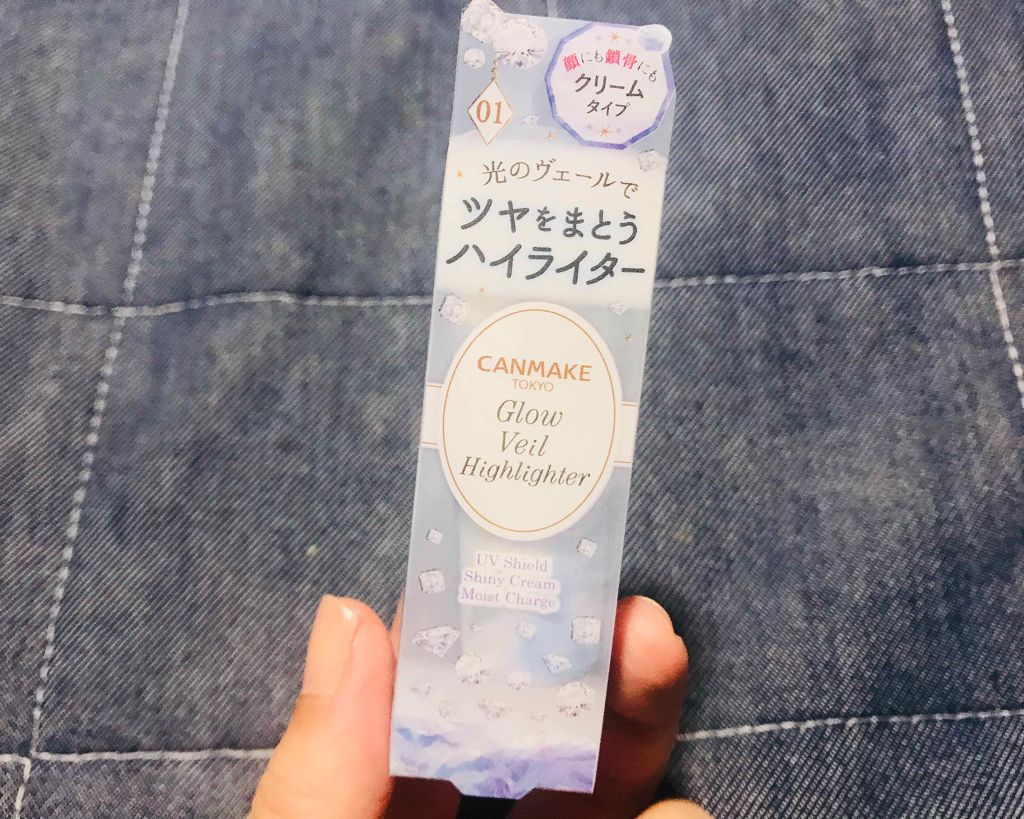 顔にも鎖骨にも
クリーム
タイプ
01
光のヴェールで
ツヤをまとう
ハイライター
CANMAKE
TOKYO
Glow
Veil
Highlighter
UV Shield
Shiny Cream
Moist Charge